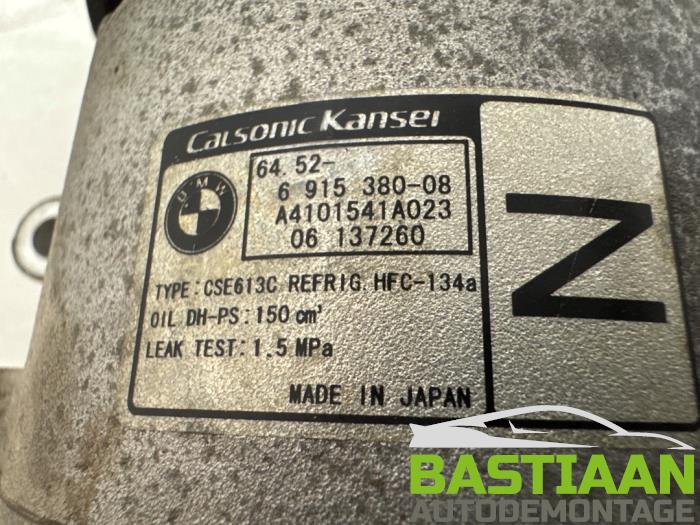 Calsonic Kansei
64.52-
6 915 380-08
A4101541A023
06 137260
BMW
TYPE:CSE613C REFRIG.HFC-134a
OIL DH-PS:150 cm³
LEAK TEST:1.5 MPa
MADE IN JAPAN
Z
BASTIAAN
AUTODEMONTAGE